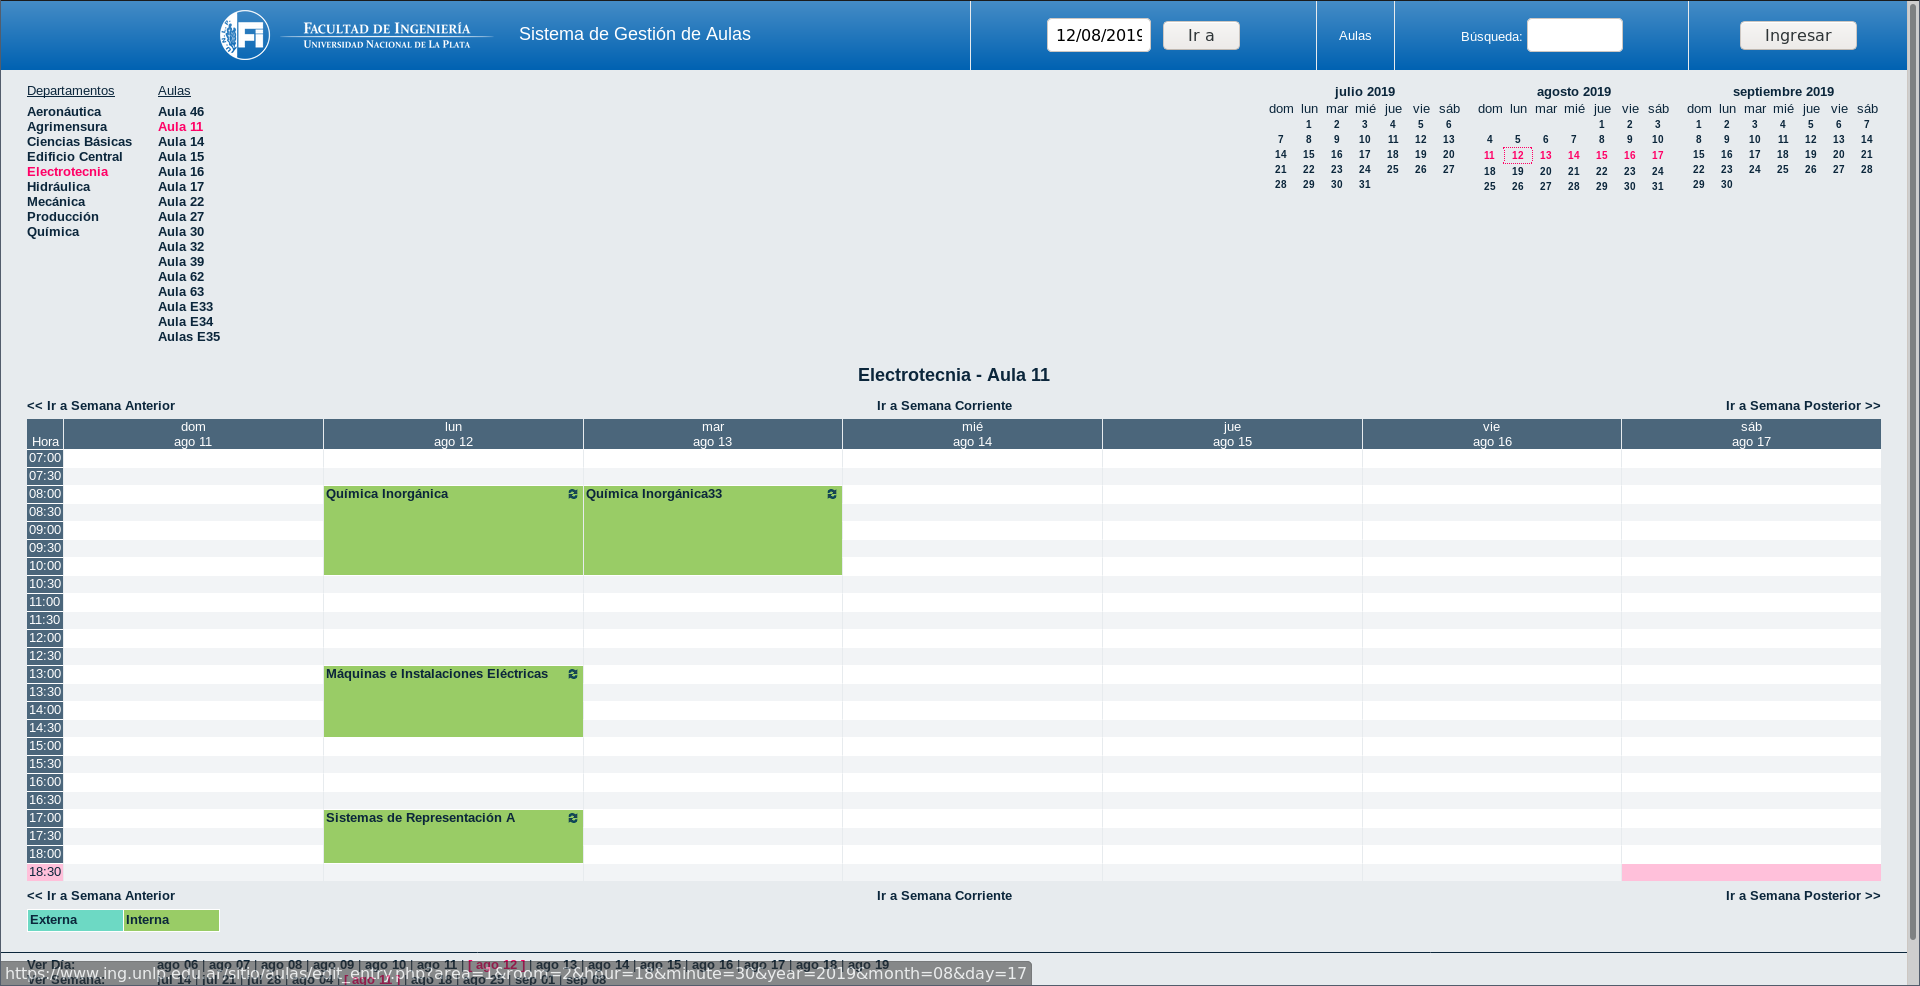 FACULTAD DE INGENIERÍA
UNIVERSIDAD NACIONAL DE LA PLATA
Sistema de Gestión de Aulas
12/08/2019 Ir a
Aulas
Búsqueda:
Ingresar
Departamentos
Aeronáutica
Agrimensura
Ciencias Básicas
Edificio Central
Electrotecnia
Hidráulica
Mecánica
Producción
Química
Aulas
Aula 46
Aula 11
Aula 14
Aula 15
Aula 16
Aula 17
Aula 22
Aula 27
Aula 30
Aula 32
Aula 39
Aula 62
Aula 63
Aula E33
Aula E34
Aulas E35
julio 2019
dom lun mar mié jue vie sáb
1 2 3 4 5 6
7 8 9 10 11 12 13
14 15 16 17 18 19 20
21 22 23 24 25 26 27
28 29 30 31
agosto 2019
dom lun mar mié jue vie sáb
1 2 3
4 5 6 7 8 9 10
11 12 13 14 15 16 17
18 19 20 21 22 23 24
25 26 27 28 29 30 31
septiembre 2019
dom lun mar mié jue vie sáb
1 2 3 4 5 6 7
8 9 10 11 12 13 14
15 16 17 18 19 20 21
22 23 24 25 26 27 28
29 30
Electrotecnia - Aula 11
<< Ir a Semana Anterior Ir a Semana Corriente Ir a Semana Posterior >>
dom lun mar mié jue vie sáb
Hora ago 11 ago 12 ago 13 ago 14 ago 15 ago 16 ago 17
07:00
07:30
08:00 Química Inorgánica Química Inorgánica33
08:30
09:00
09:30
10:00
10:30
11:00
11:30
12:00
12:30
13:00 Máquinas e Instalaciones Eléctricas
13:30
14:00
14:30
15:00
15:30
16:00
16:30
17:00 Sistemas de Representación A
17:30
18:00
18:30
<< Ir a Semana Anterior Ir a Semana Corriente Ir a Semana Posterior >>
Externa Interna
Ver Día: ago 06 | ago 07 | ago 08 | ago 09 | ago 10 | ago 11 | [ ago 12 ] | ago 13 | ago 14 | ago 15 | ago 16 | ago 17 | ago 18 | ago 19
Ver Semana: jul 14 | jul 21 | jul 28 | ago 04 | [ ago 11 ] | ago 18 | ago 25 | sep 01 | sep 08
https://www.ing.unlp.edu.ar/sitio/aulas/edit_entry.php?area=1&room=2&hour=18&minute=30&year=2019&month=08&day=17